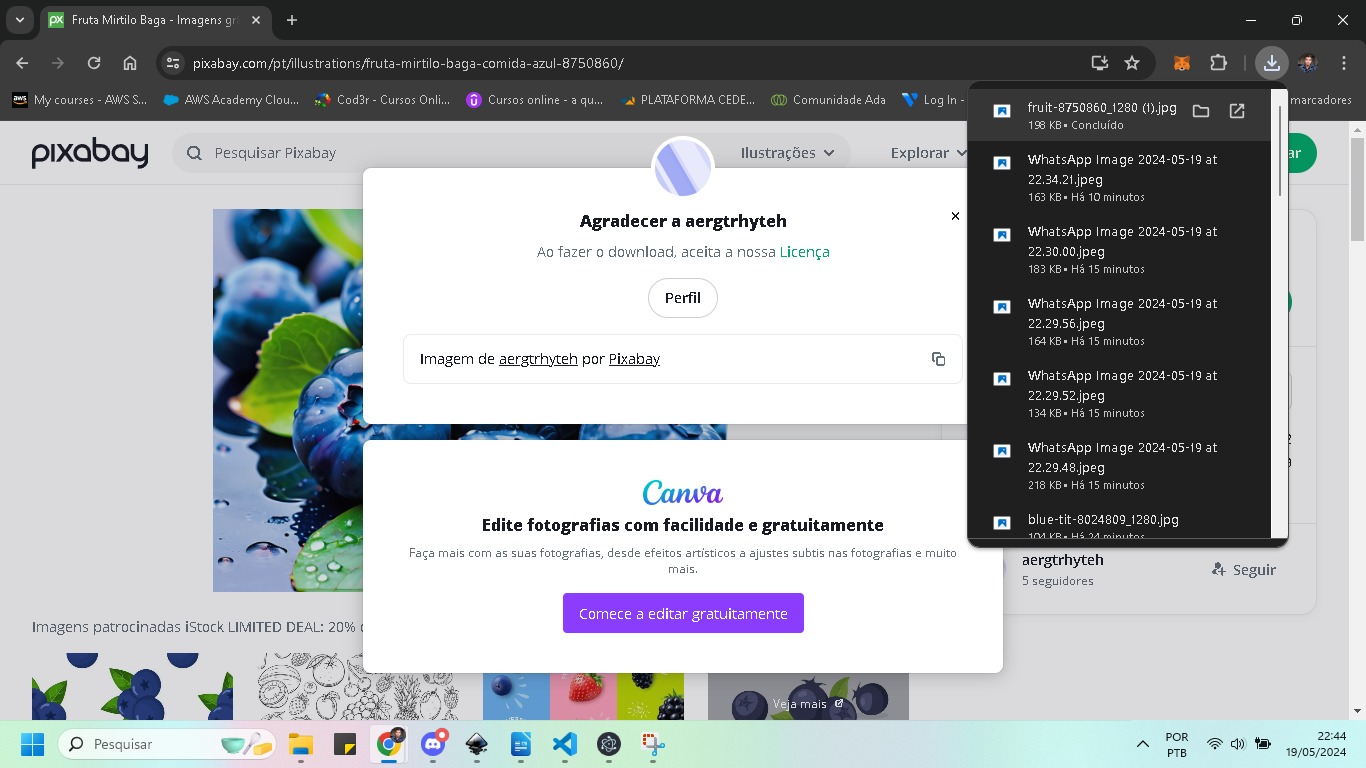 Fruta Mirtilo Baga - Imagens gr
pixabay.com/pt/illustrations/fruta-mirtilo-baga-comida-azul-8750860/
My courses - AWS S...
AWS Academy Clou...
Cod3r - Cursos Onli...
Cursos online - a qu...
PLATAFORMA CEDE...
Comunidade Ada
Log In -
marcadores
pixabay
Pesquisar Pixabay
Ilustrações
Explorar
ar
Agradecer a aergtrhyteh
Ao fazer o download, aceita a nossa Licença
Perfil
Imagem de aergtrhyteh por Pixabay
Canva
Edite fotografias com facilidade e gratuitamente
Faça mais com as suas fotografias, desde efeitos artísticos a ajustes subtis nas fotografias e muito
mais.
Comece a editar gratuitamente
fruit-8750860_1280 (1).jpg
198 KB • Concluído
WhatsApp Image 2024-05-19 at
22.34.21.jpeg
163 KB • Há 10 minutos
WhatsApp Image 2024-05-19 at
22.30.00.jpeg
183 KB • Há 15 minutos
WhatsApp Image 2024-05-19 at
22.29.56.jpeg
164 KB • Há 15 minutos
WhatsApp Image 2024-05-19 at
22.29.52.jpeg
134 KB • Há 15 minutos
WhatsApp Image 2024-05-19 at
22.29.48.jpeg
218 KB • Há 15 minutos
blue-tit-8024809_1280.jpg
104 KB • Há 24 minutos
aergtrhyteh
5 seguidores
Seguir
Imagens patrocinadas iStock LIMITED DEAL: 20%
Veja mais
Pesquisar
POR
PTB
22:44
19/05/2024